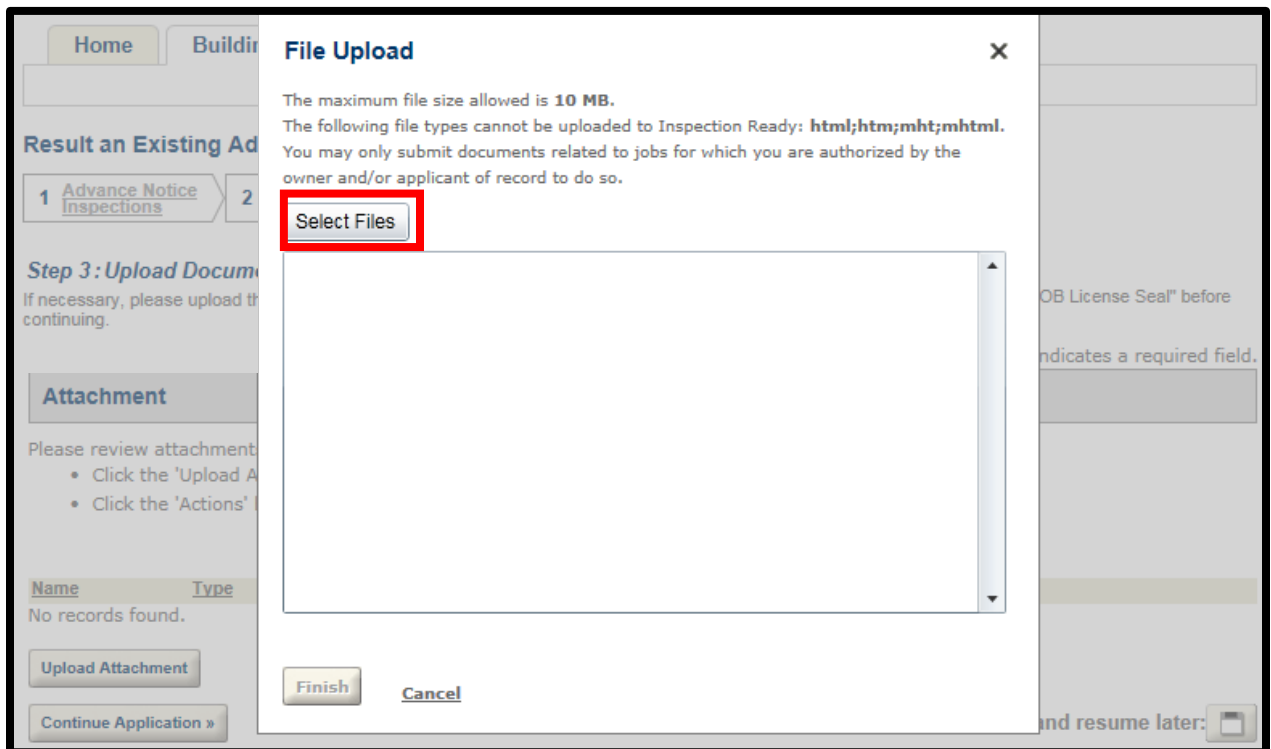 Home
Buildin
File Upload
The maximum file size allowed is 10 MB.
The following file types cannot be uploaded to Inspection Ready: html;htm;mht;mhtml.
You may only submit documents related to jobs for which you are authorized by the
owner and/or applicant of record to do so.
Select Files
Finish
Cancel
Result an Existing Ad
1 Advance Notice
Inspections
2
Step 3 : Upload Docum
If necessary, please upload th
OB License Seal" before
continuing.
ndicates a required field.
Attachment
Please review attachment
• Click the 'Upload A
• Click the 'Actions'
Name Type
No records found.
Upload Attachment
Continue Application »
and resume later: